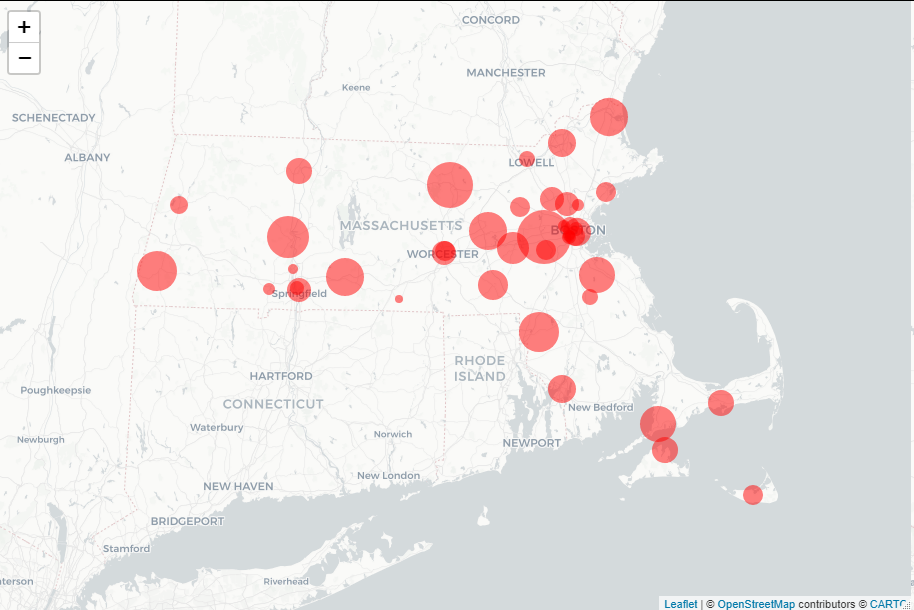 +
−
CONCORD
MANCHESTER
Keene
SCHENECTADY
ALBANY
LOWELL
MASSACHUSETTS
BOSTON
WORCESTER
Springfield
RHODE
ISLAND
HARTFORD
Poughkeepsie
CONNECTICUT
New Bedford
Waterbury
Norwich
Newburgh
NEWPORT
New London
NEW HAVEN
BRIDGEPORT
Stamford
Riverhead
terson
Leaflet | © OpenStreetMap contributors © CARTO